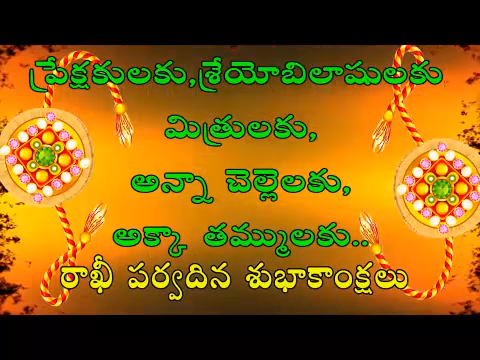 ప్రేక్షకులకు,శ్రేయోబిలాషులకు
మిత్రులకు,
అన్నా చెల్లెలకు,
అక్కా తమ్ములకు..
రాఖీ పర్వదిన శుభాకాంక్షలు